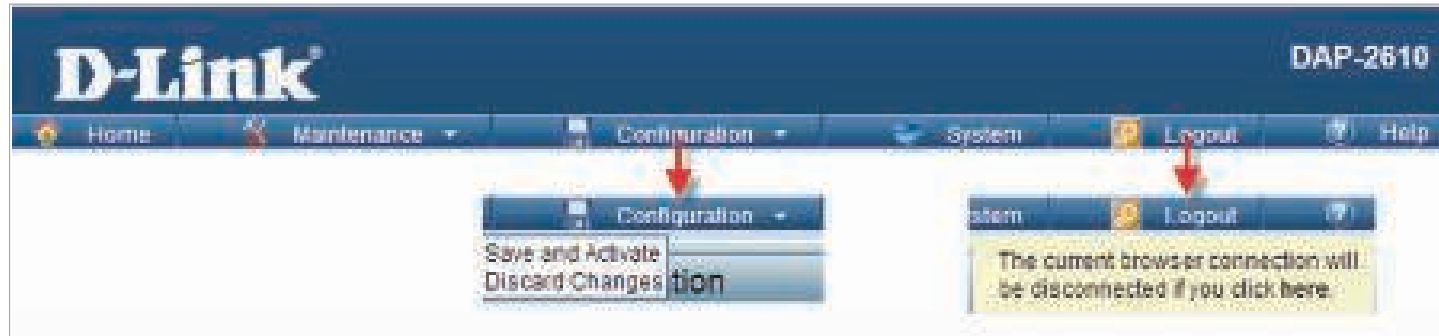 D-Link
DAP-2610
Home Maintenance Configuration System Logout Help
Configuration
Save and Activate
Discard Changes tion
stem Logout
The current browser connection will
be disconnected if you click here.